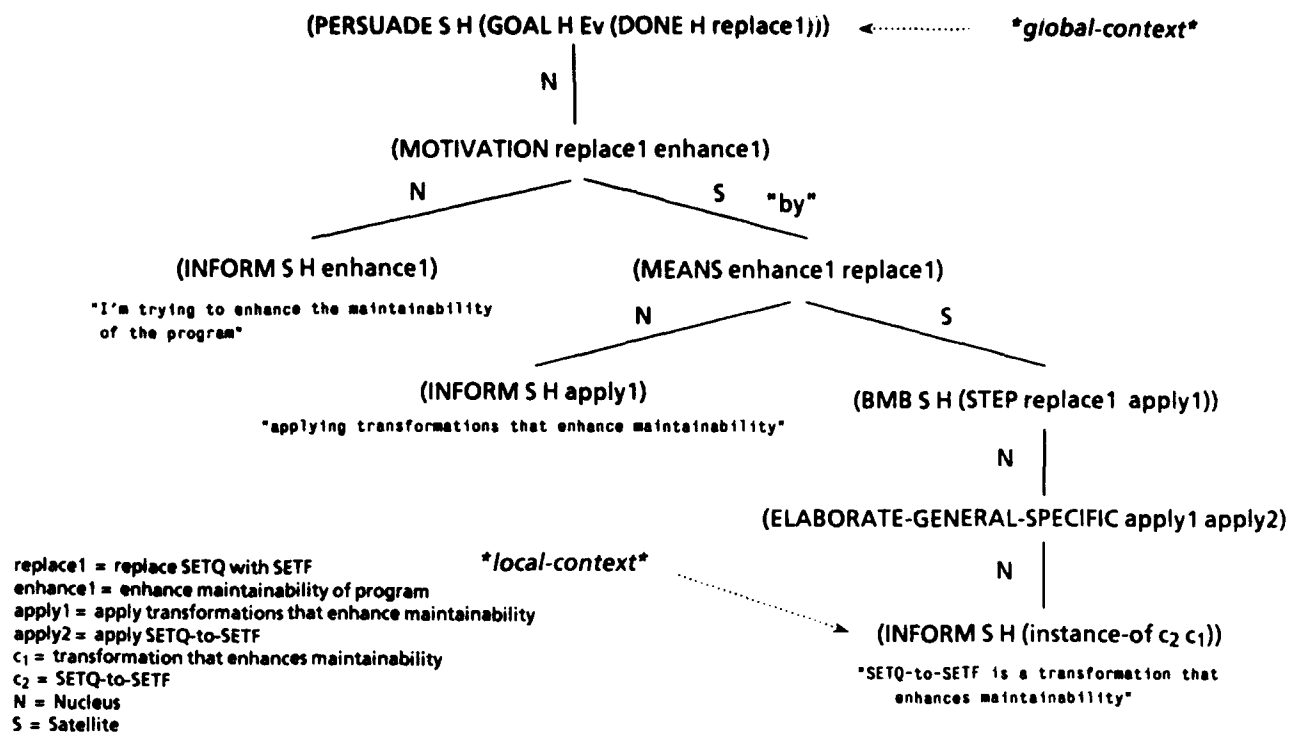 (PERSUADE S H (GOAL H Ev (DONE H replace1)))
*global-context*
N
(MOTIVATION replace1 enhance1)
N
S
"by"
(INFORM S H enhance1)
(MEANS enhance1 replace1)
"I'm trying to enhance the maintainability
of the program"
N
S
(INFORM S H apply1)
(BMB S H (STEP replace1 apply1))
"applying transformations that enhance maintainability"
N
(ELABORATE-GENERAL-SPECIFIC apply1 apply2)
*local-context*
N
(INFORM S H (instance-of c₂ c₁))
"SETQ-to-SETF is a transformation that
enhances maintainability"
replace1 = replace SETQ with SETF
enhance1 = enhance maintainability of program
apply1 = apply transformations that enhance maintainability
apply2 = apply SETQ-to-SETF
c₁ = transformation that enhances maintainability
c₂ = SETQ-to-SETF
N = Nucleus
S = Satellite